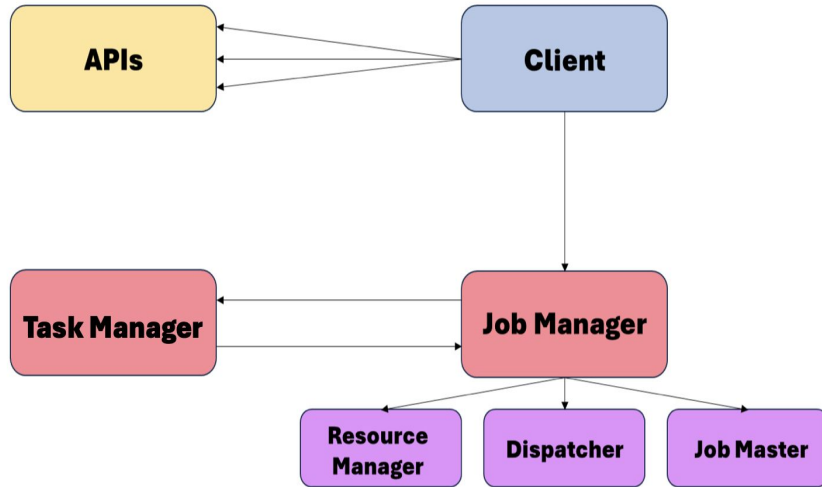 APIs
Client
Task Manager
Job Manager
Resource
Manager
Dispatcher
Job Master